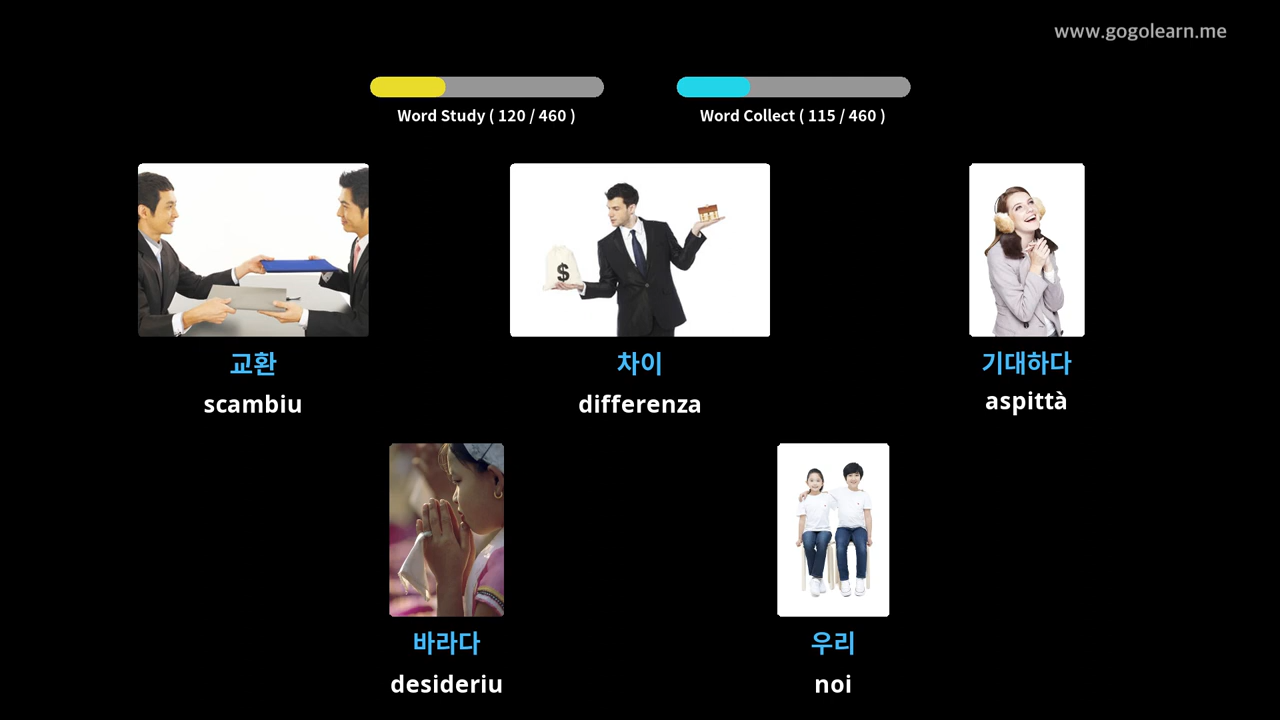 www.gogolearn.me
Word Study ( 120 / 460 )
Word Collect ( 115 / 460 )
교환
scambiu
차이
differenza
기대하다
aspittà
바라다
desideriu
우리
noi